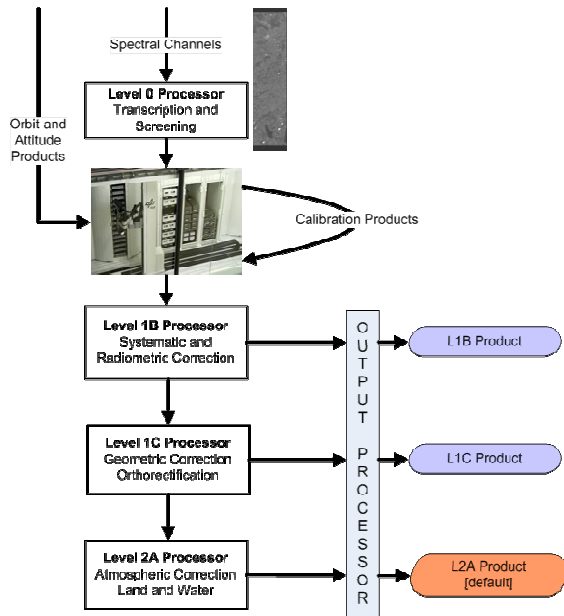 Spectral Channels
Level 0 Processor
Transcription and
Screening
Orbit and
Attitude
Products
Calibration Products
Level 1B Processor
Systematic and
Radiometric Correction
L1B Product
Level 1C Processor
Geometric Correction
Orthorectification
L1C Product
Level 2A Processor
Atmospheric Correction
Land and Water
L2A Product
[default]
OUTPUT PROCESSOR